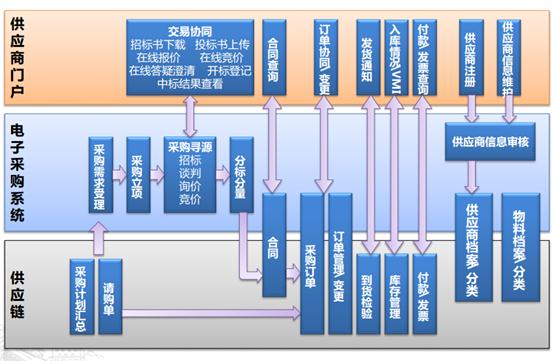 供应商门户
交易协同
招标书下载 投标书上传
在线报价 在线竞价
在线答疑澄清 开标登记
中标结果查看
合同查询
订单协同/变更
发货通知
入库情况/VMI
付款/发票查询
供应商注册
供应商信息维护
电子采购系统
采购需求受理
采购立项
采购寻源
招标
谈判
询价
竞价
分标分量
供应商信息审核
合同
采购订单
订单管理/变更
供应商档案/分类
物料档案/分类
供应链
采购计划汇总
请购单
到货检验
库存管理
付款/发票